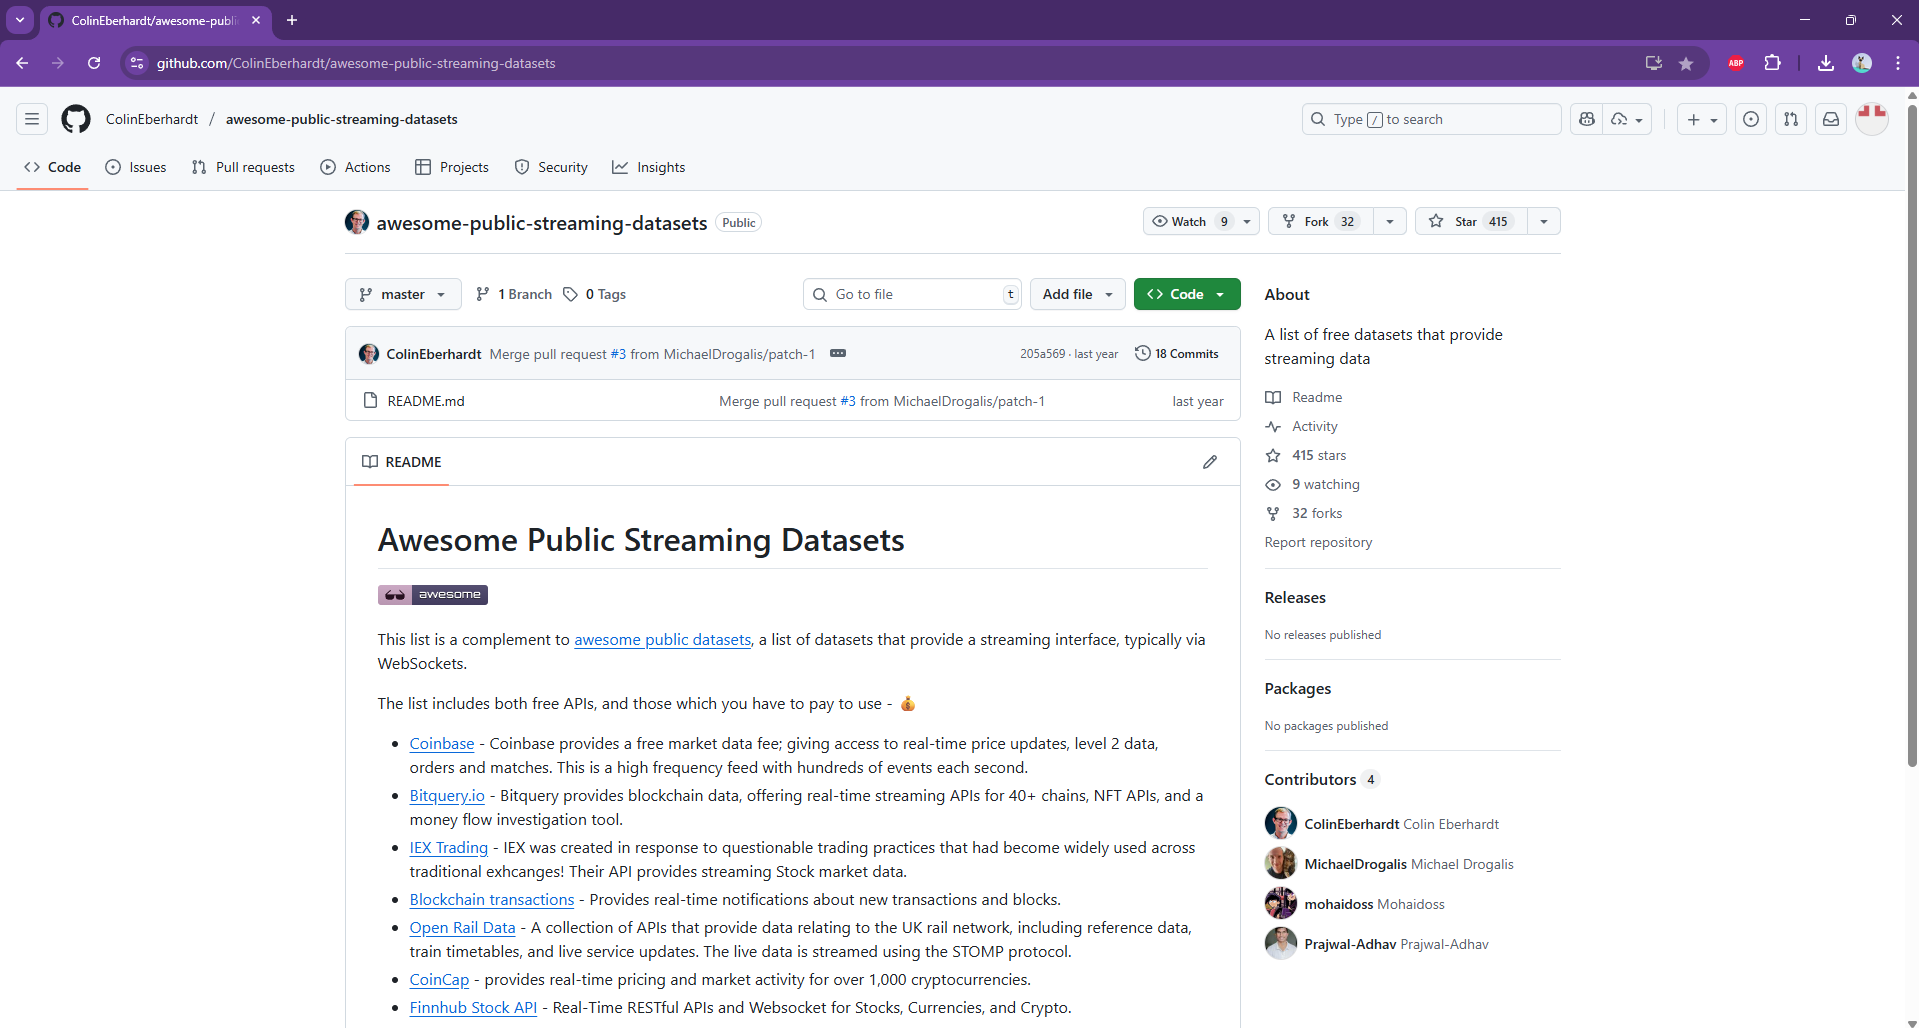 ColinEberhardt/awesome-publi
github.com/ColinEberhardt/awesome-public-streaming-datasets
ABP
ColinEberhardt / awesome-public-streaming-datasets
Type / to search
Code
Issues
Pull requests
Actions
Projects
Security
Insights
awesome-public-streaming-datasets
Public
Watch 9
Fork 32
Star 415
master
1 Branch
0 Tags
Go to file
t
Add file
Code
ColinEberhardt Merge pull request #3 from MichaelDrogalis/patch-1
205a569 · last year
18 Commits
README.md
Merge pull request #3 from MichaelDrogalis/patch-1
last year
README
Awesome Public Streaming Datasets
awesome
This list is a complement to awesome public datasets, a list of datasets that provide a streaming interface, typically via
WebSockets.
The list includes both free APIs, and those which you have to pay to use - 💰
• Coinbase - Coinbase provides a free market data fee; giving access to real-time price updates, level 2 data,
orders and matches. This is a high frequency feed with hundreds of events each second.
• Bitquery.io - Bitquery provides blockchain data, offering real-time streaming APIs for 40+ chains, NFT APIs, and a
money flow investigation tool.
• IEX Trading - IEX was created in response to questionable trading practices that had become widely used across
traditional exhcanges! Their API provides streaming Stock market data.
• Blockchain transactions - Provides real-time notifications about new transactions and blocks.
• Open Rail Data - A collection of APIs that provide data relating to the UK rail network, including reference data,
train timetables, and live service updates. The live data is streamed using the STOMP protocol.
• CoinCap - provides real-time pricing and market activity for over 1,000 cryptocurrencies.
• Finnhub Stock API - Real-Time RESTful APIs and Websocket for Stocks, Currencies, and Crypto.
About
A list of free datasets that provide
streaming data
Readme
Activity
415 stars
9 watching
32 forks
Report repository
Releases
No releases published
Packages
No packages published
Contributors 4
ColinEberhardt Colin Eberhardt
MichaelDrogalis Michael Drogalis
mohaidoss Mohaidoss
Prajwal-Adhav Prajwal-Adhav